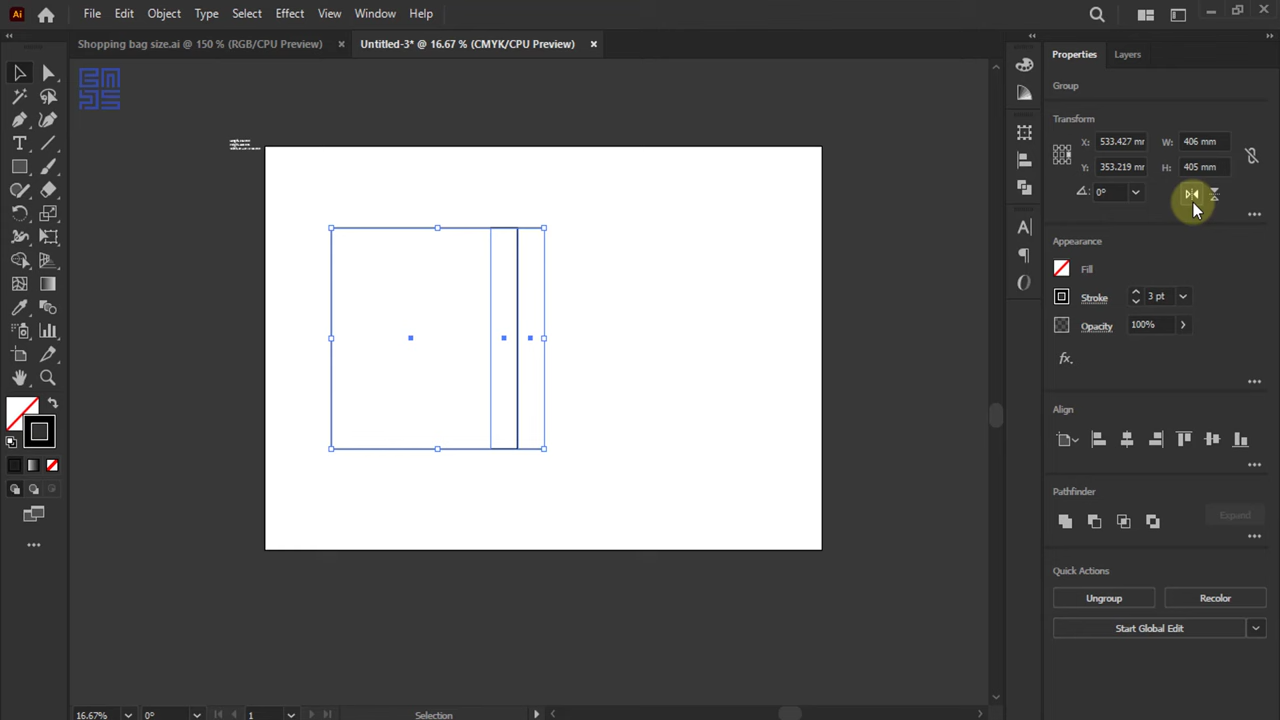 Ai File Edit Object Type Select Effect View Window Help
Shopping bag size.ai @ 150 % (RGB/CPU Preview) × Untitled-3* @ 16.67 % (CMYK/CPU Preview) ×
Properties Layers
Group
Transform
X: 533.427 mr W: 406 mm
Y: 353.219 mr H: 405 mm
0°
Appearance
Fill
Stroke 3 pt
Opacity 100%
fx.
Align
Pathfinder
Expand
Quick Actions
Ungroup Recolor
Start Global Edit
16.67% 0° 1 Selection